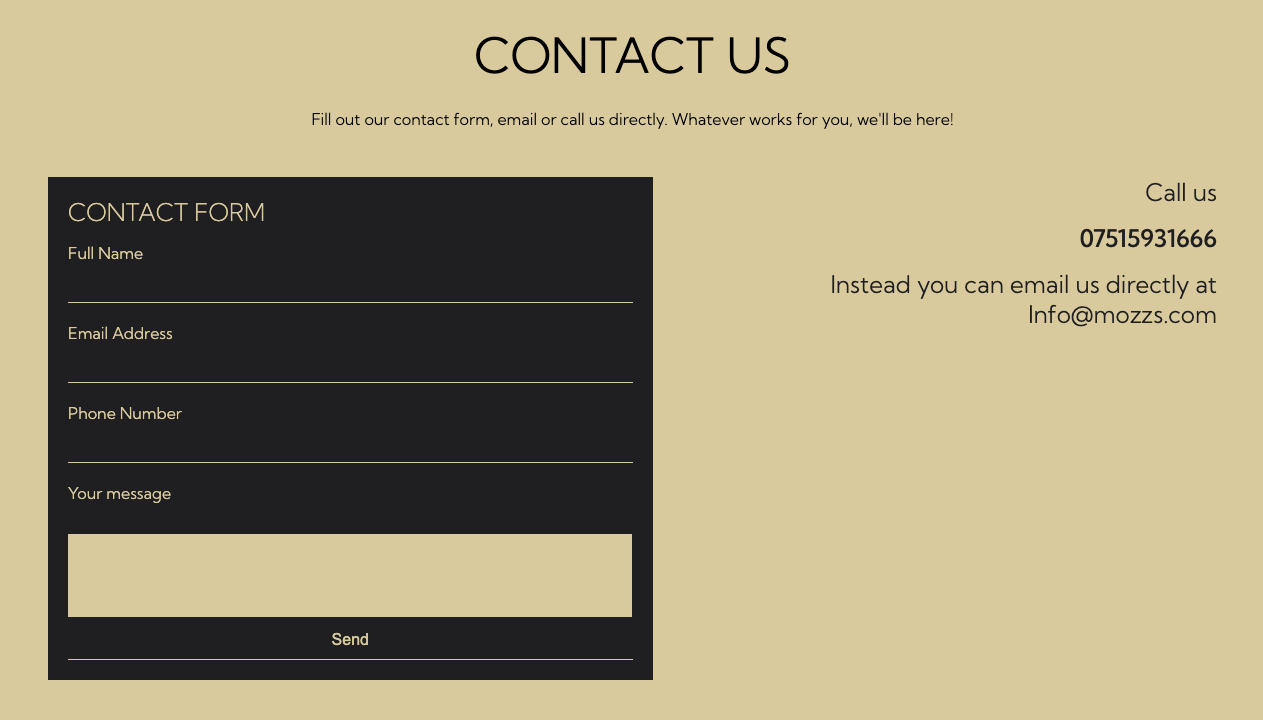 CONTACT US
Fill out our contact form, email or call us directly. Whatever works for you, we'll be here!
CONTACT FORM
Full Name
Email Address
Phone Number
Your message
Send
Call us
07515931666
Instead you can email us directly at
Info@mozzs.com